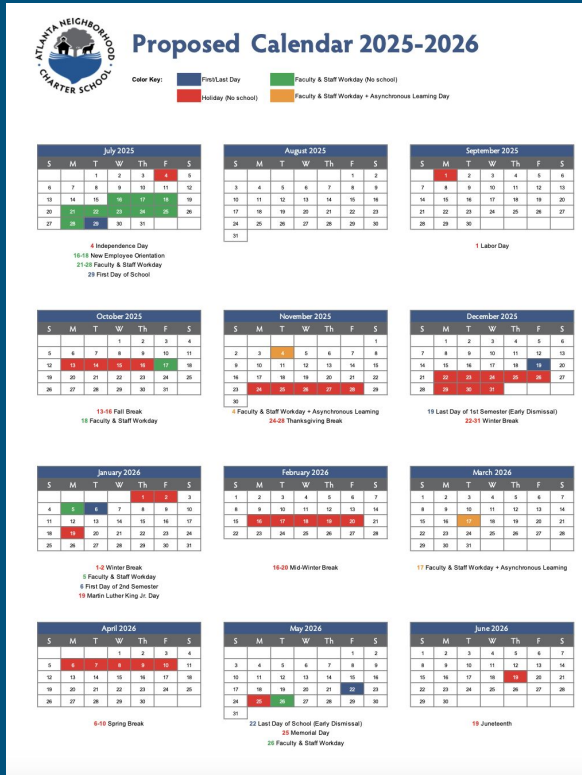 ATLANTA NEIGHBORHOOD CHARTER SCHOOL
Proposed Calendar 2025-2026
Color Key:
First/Last Day
Faculty & Staff Workday (No school)
Holiday (No school)
Faculty & Staff Workday + Asynchronous Learning Day
July 2025
S M T W Th F S
1 2 3 4 5
6 7 8 9 10 11 12
13 14 15 16 17 18 19
20 21 22 23 24 25 26
27 28 29 30 31
4 Independence Day
16-18 New Employee Orientation
21-28 Faculty & Staff Workday
29 First Day of School
August 2025
S M T W Th F S
1 2
3 4 5 6 7 8 9
10 11 12 13 14 15 16
17 18 19 20 21 22 23
24 25 26 27 28 29 30
31
September 2025
S M T W Th F S
1 2 3 4 5 6
7 8 9 10 11 12 13
14 15 16 17 18 19 20
21 22 23 24 25 26 27
28 29 30
1 Labor Day
October 2025
S M T W Th F S
1 2 3 4
5 6 7 8 9 10 11
12 13 14 15 16 17 18
19 20 21 22 23 24 25
26 27 28 29 30 31
13-16 Fall Break
18 Faculty & Staff Workday
November 2025
S M T W Th F S
1
2 3 4 5 6 7 8
9 10 11 12 13 14 15
16 17 18 19 20 21 22
23 24 25 26 27 28 29
30
4 Faculty & Staff Workday + Asynchronous Learning
24-28 Thanksgiving Break
December 2025
S M T W Th F S
1 2 3 4 5 6
7 8 9 10 11 12 13
14 15 16 17 18 19 20
21 22 23 24 25 26 27
28 29 30 31
19 Last Day of 1st Semester (Early Dismissal)
22-31 Winter Break
January 2026
S M T W Th F S
1 2 3
4 5 6 7 8 9 10
11 12 13 14 15 16 17
18 19 20 21 22 23 24
25 26 27 28 29 30 31
1-2 Winter Break
5 Faculty & Staff Workday
6 First Day of 2nd Semester
19 Martin Luther King Jr. Day
February 2026
S M T W Th F S
1 2 3 4 5 6 7
8 9 10 11 12 13 14
15 16 17 18 19 20 21
22 23 24 25 26 27 28
16-20 Mid-Winter Break
March 2026
S M T W Th F S
1 2 3 4 5 6 7
8 9 10 11 12 13 14
15 16 17 18 19 20 21
22 23 24 25 26 27 28
29 30 31
17 Faculty & Staff Workday + Asynchronous Learning
April 2026
S M T W Th F S
1 2 3 4
5 6 7 8 9 10 11
12 13 14 15 16 17 18
19 20 21 22 23 24 25
26 27 28 29 30
6-10 Spring Break
May 2026
S M T W Th F S
1 2
3 4 5 6 7 8 9
10 11 12 13 14 15 16
17 18 19 20 21 22 23
24 25 26 27 28 29 30
31
22 Last Day of School (Early Dismissal)
25 Memorial Day
26 Faculty & Staff Workday
June 2026
S M T W Th F S
1 2 3 4 5 6 7
8 9 10 11 12 13 14
15 16 17 18 19 20 21
22 23 24 25 26 27 28
29 30
19 Juneteenth